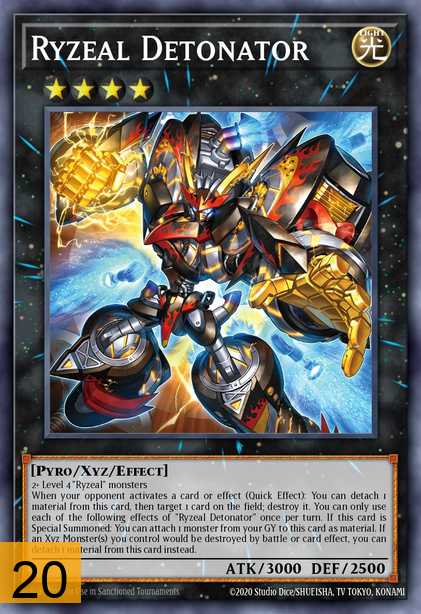 Ryzeal Detonator
LIGHT
光
[Pyro/Xyz/Effect]
2+ Level 4 "Ryzeal" monsters
When your opponent activates a card or effect (Quick Effect): You can detach 1
material from this card, then target 1 card on the field; destroy it. You can only use
each of the following effects of "Ryzeal Detonator" once per turn. If this card is
Special Summoned: You can attach 1 monster from your GY to this card as material. If
an Xyz Monster(s) you control would be destroyed by battle or card effect, you can
detach 1 material from this card instead.
ATK/3000 DEF/2500
20
Use in Sanctioned Tournaments
©2020 Studio Dice/SHUEISHA, TV TOKYO, KONAMI